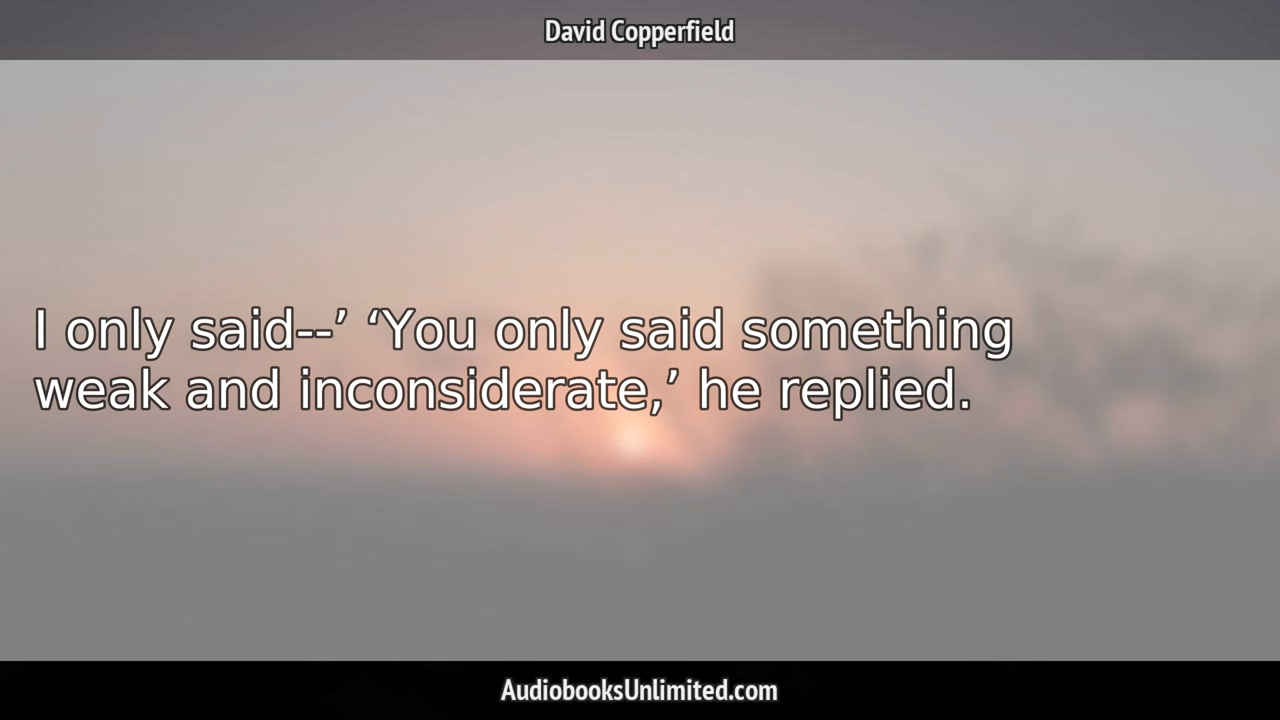 David Copperfield
I only said--’ ‘You only said something
weak and inconsiderate,’ he replied.
AudiobooksUnlimited.com